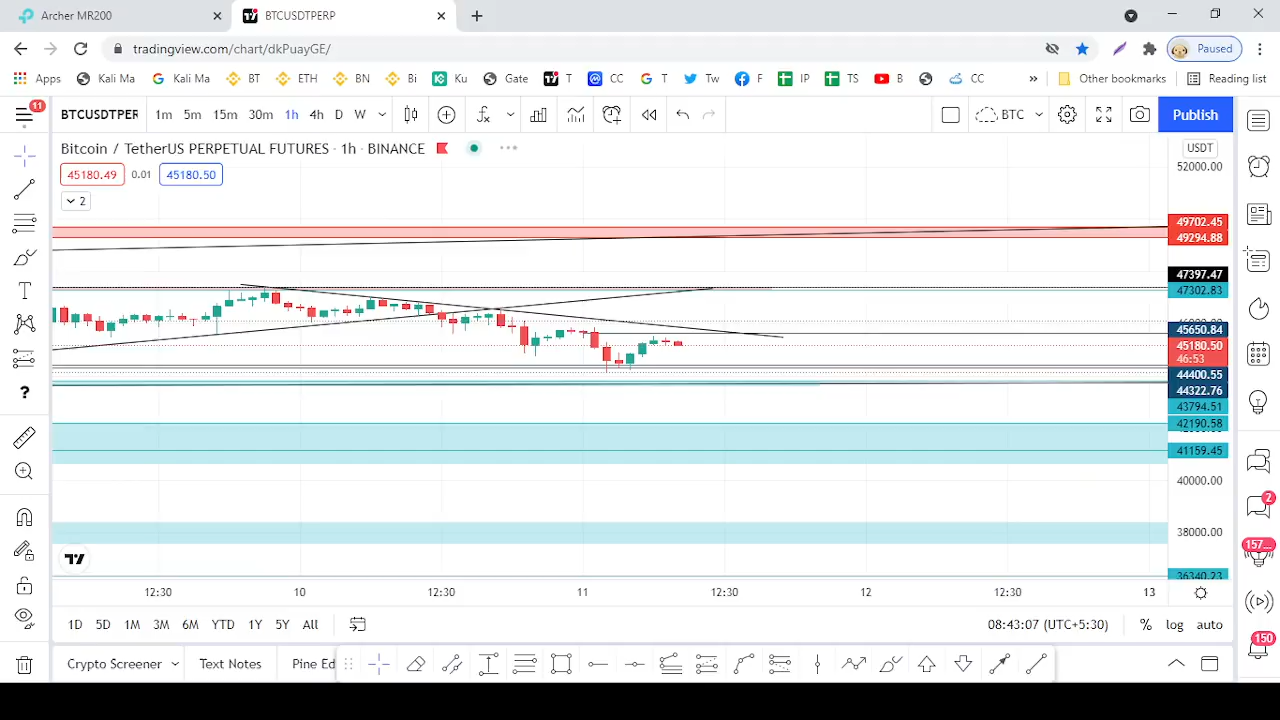 Archer MR200
BTCUSDTPERP
tradingview.com/chart/dkPuayGE/
Paused
Apps Kali Ma Kali Ma BT ETH BN Bi Ku Gate T CC T Tw F IP TS B CC » Other bookmarks Reading list
11
BTCUSDTPER 1m 5m 15m 30m 1h 4h D W BTC Publish
Bitcoin / TetherUS PERPETUAL FUTURES · 1h · BINANCE
USDT
45180.49 0.01 45180.50
52000.00
2
49702.45
49294.88
47397.47
47302.83
45650.84
45180.50
46:53
44400.55
44322.76
43794.51
42190.58
41159.45
40000.00
38000.00
36340.23
2
157...
150
12:30 10 12:30 11 12:30 12 12:30 13
1D 5D 1M 3M 6M YTD 1Y 5Y All 08:43:07 (UTC+5:30) % log auto
Crypto Screener Text Notes Pine Ed